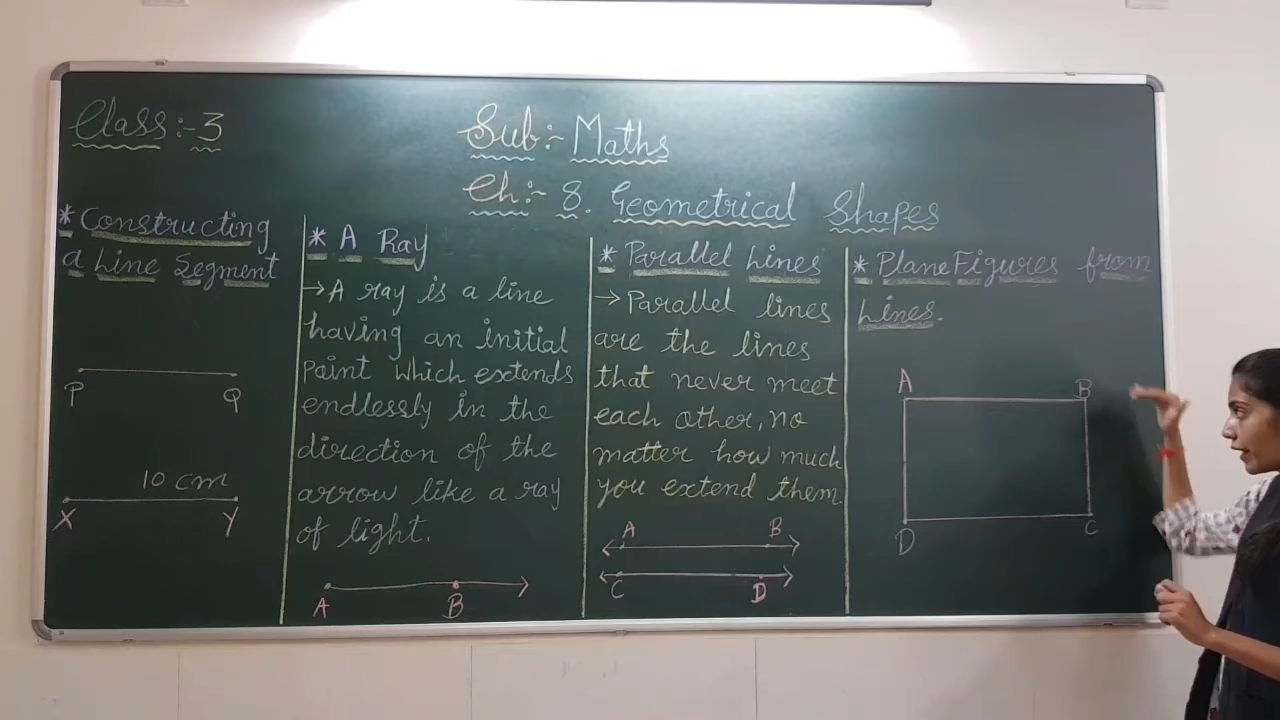 Class:- 3
Sub:- Maths
Ch:- 8. Geometrical Shapes
* Constructing
a Line Segment
P Q
10 cm
X Y
* A Ray
→A ray is a line
having an initial
point which extends
endlessly in the
direction of the
arrow like a ray
of light.
A B
* Parallel Lines
→Parallel lines
are the lines
that never meet
each other, no
matter how much
you extend them.
A B
C D
* Plane Figures from
Lines.
A B
D C